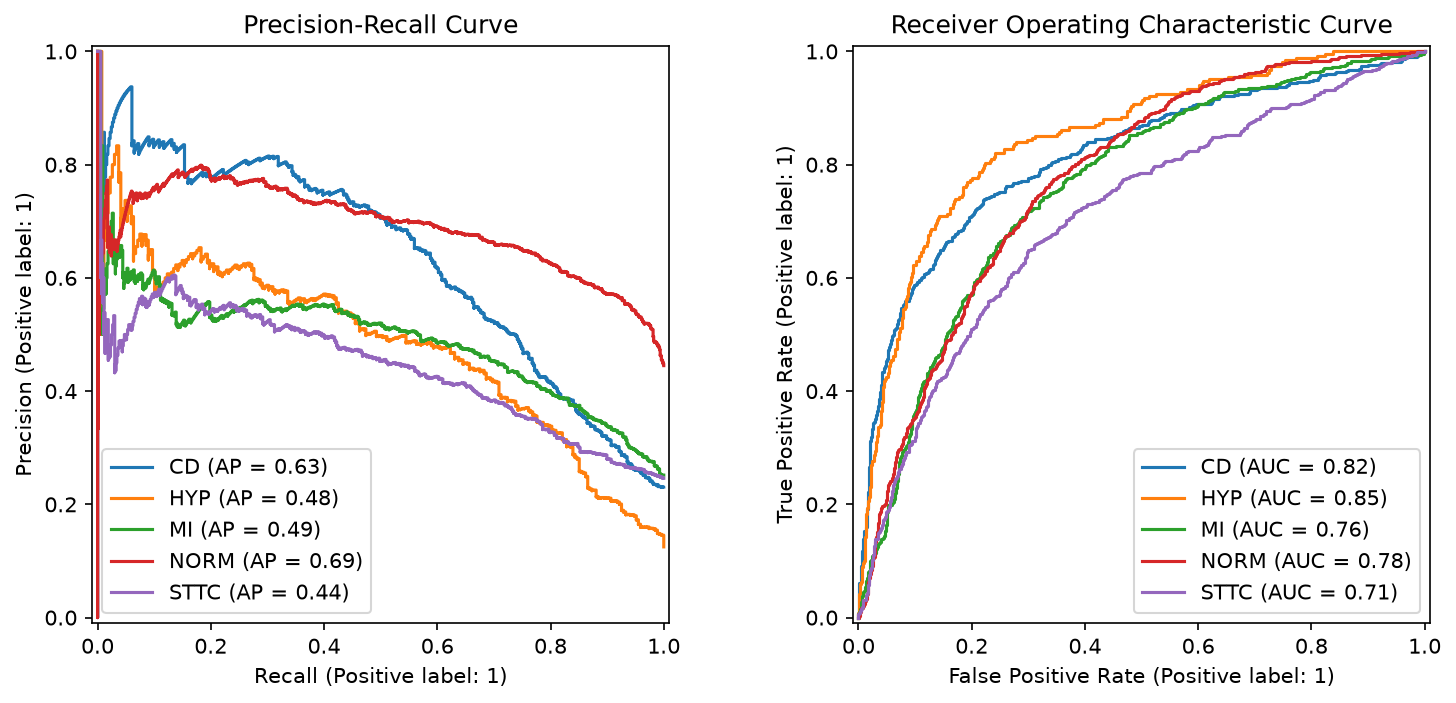 Precision-Recall Curve
1.0
0.8
0.6
0.4
0.2
0.0
Precision (Positive label: 1)
CD (AP = 0.63)
HYP (AP = 0.48)
MI (AP = 0.49)
NORM (AP = 0.69)
STTC (AP = 0.44)
0.0 0.2 0.4 0.6 0.8 1.0
Recall (Positive label: 1)
Receiver Operating Characteristic Curve
1.0
0.8
0.6
0.4
0.2
0.0
True Positive Rate (Positive label: 1)
CD (AUC = 0.82)
HYP (AUC = 0.85)
MI (AUC = 0.76)
NORM (AUC = 0.78)
STTC (AUC = 0.71)
0.0 0.2 0.4 0.6 0.8 1.0
False Positive Rate (Positive label: 1)